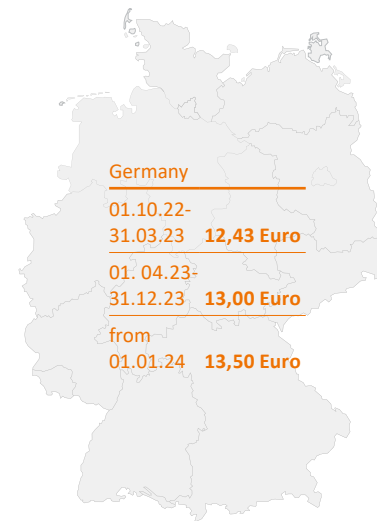 Germany
01.10.22-
31.03.23 12,43 Euro
01. 04.23-
31.12.23 13,00 Euro
from
01.01.24 13,50 Euro